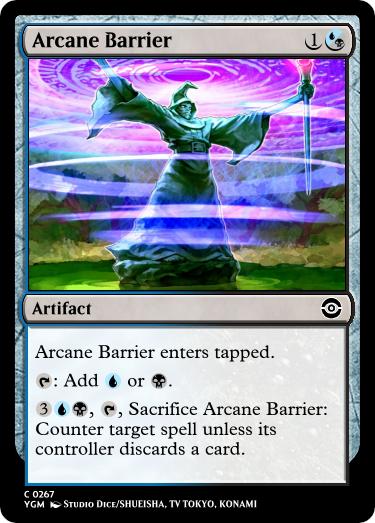 Arcane Barrier 1
Artifact
Arcane Barrier enters tapped.
: Add or .
3, , Sacrifice Arcane Barrier:
Counter target spell unless its
controller discards a card.
C 0267
YGM Studio Dice/SHUEISHA, TV TOKYO, KONAMI